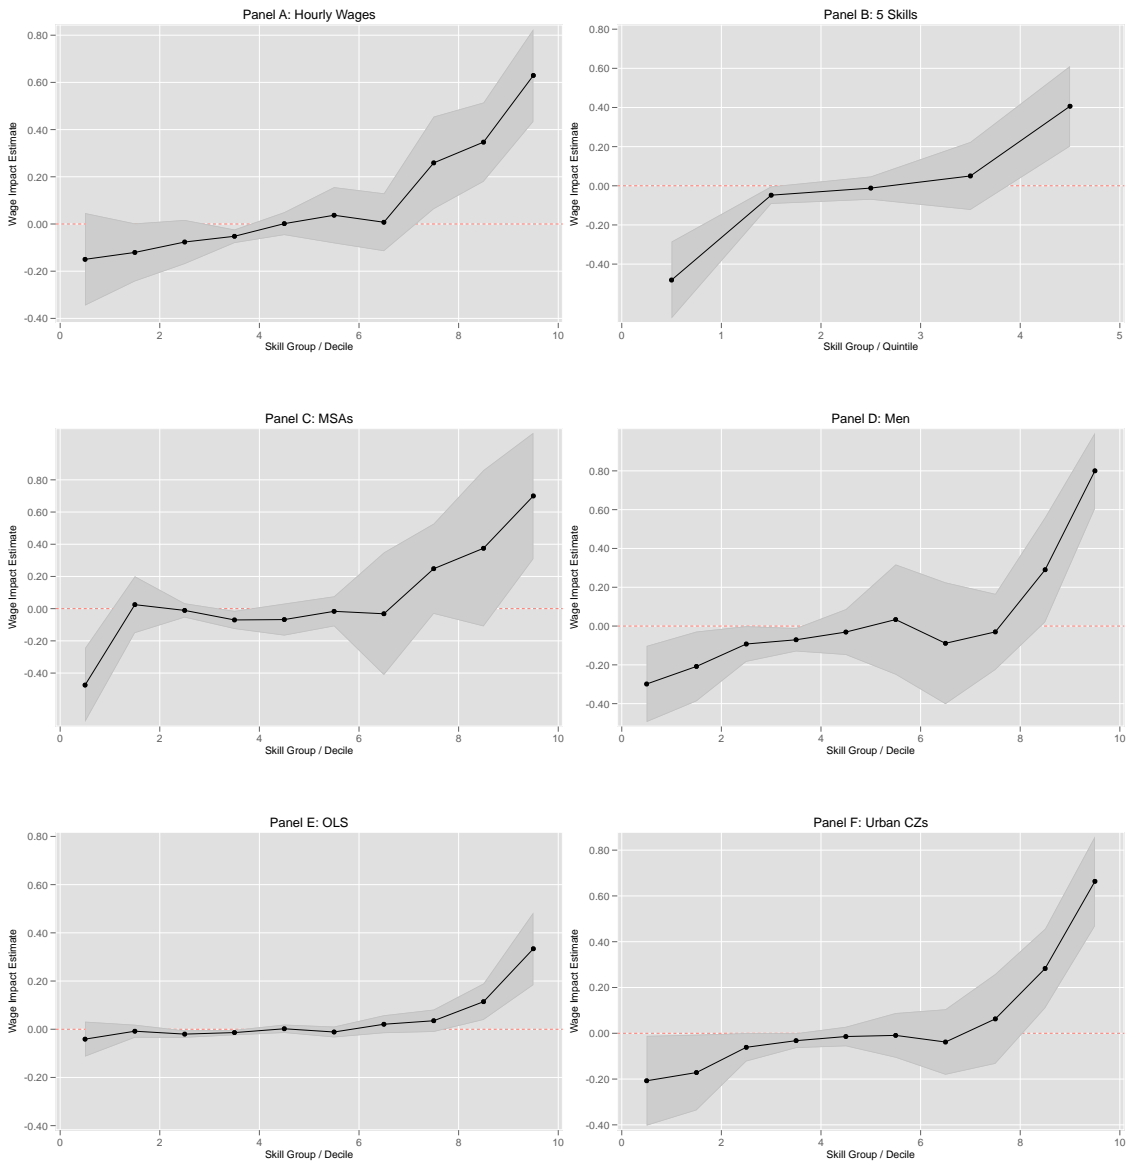 Panel A: Hourly Wages
Wage Impact Estimate
0.80
0.60
0.40
0.20
0.00
-0.20
-0.40
0 2 4 6 8 10
Skill Group / Decile
Panel B: 5 Skills
Wage Impact Estimate
0.80
0.60
0.40
0.20
0.00
-0.20
-0.40
0 1 2 3 4 5
Skill Group / Quintile
Panel C: MSAs
Wage Impact Estimate
0.80
0.60
0.40
0.20
0.00
-0.20
-0.40
0 2 4 6 8 10
Skill Group / Decile
Panel D: Men
Wage Impact Estimate
0.80
0.60
0.40
0.20
0.00
-0.20
-0.40
0 2 4 6 8 10
Skill Group / Decile
Panel E: OLS
Wage Impact Estimate
0.80
0.60
0.40
0.20
0.00
-0.20
-0.40
0 2 4 6 8 10
Skill Group / Decile
Panel F: Urban CZs
Wage Impact Estimate
0.80
0.60
0.40
0.20
0.00
-0.20
-0.40
0 2 4 6 8 10
Skill Group / Decile